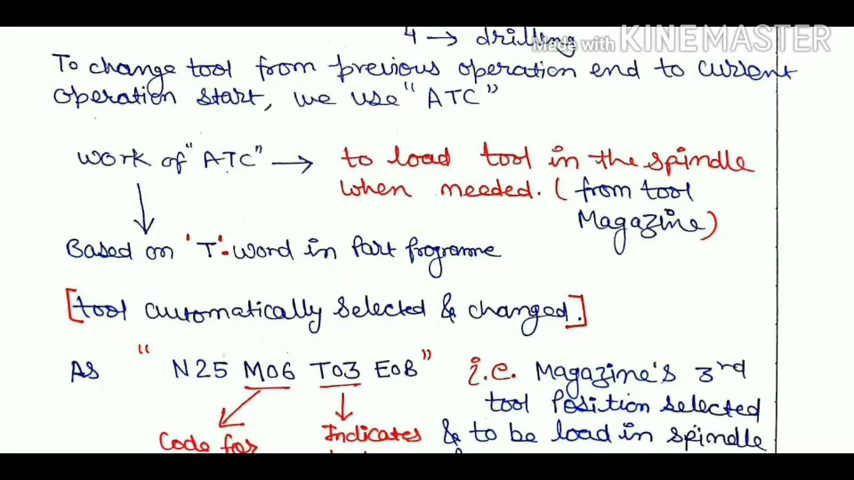 4 → drilling
Made with KINEMASTER
To change tool from previous operation end to current
operation start, we use "ATC"
work of "ATC" → to load tool in the spindle
when needed. (from tool
Magazine)
Based on 'T'-word in Part programme
[tool automatically selected & changed.]
As " N25 M06 T03 EOB" i.e. Magazine's 3rd
tool Position selected
Code for Indicates & to be load in spindle